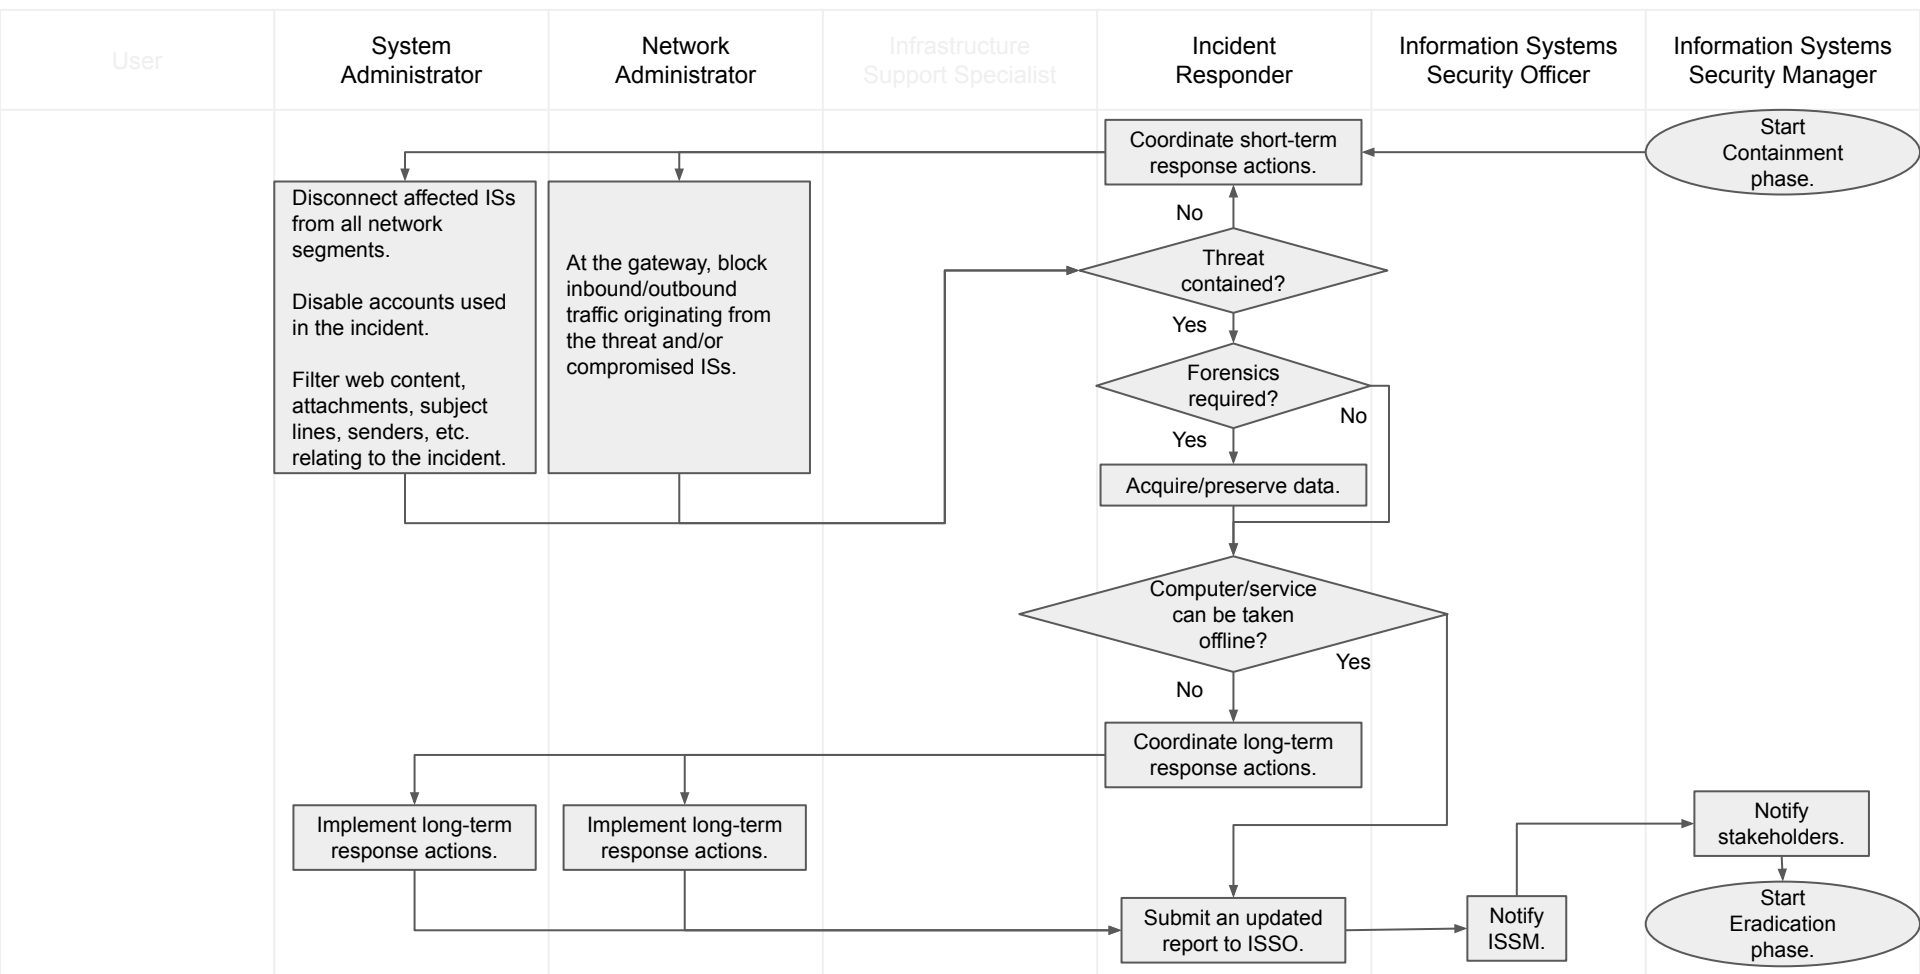 User
System
Administrator
Network
Administrator
Infrastructure
Support Specialist
Incident
Responder
Information Systems
Security Officer
Information Systems
Security Manager
Start
Containment
phase.
Coordinate short-term
response actions.
Disconnect affected ISs
from all network
segments.
Disable accounts used
in the incident.
Filter web content,
attachments, subject
lines, senders, etc.
relating to the incident.
At the gateway, block
inbound/outbound
traffic originating from
the threat and/or
compromised ISs.
No
Threat
contained?
Yes
Forensics
required?
No
Yes
Acquire/preserve data.
Computer/service
can be taken
offline?
Yes
No
Coordinate long-term
response actions.
Implement long-term
response actions.
Implement long-term
response actions.
Submit an updated
report to ISSO.
Notify
ISSM.
Notify
stakeholders.
Start
Eradication
phase.